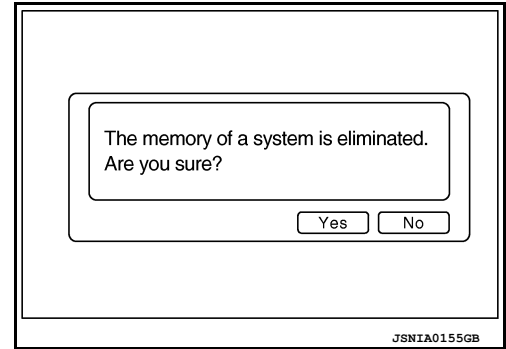 The memory of a system is eliminated.
Are you sure?
Yes No
JSNIA0155GB